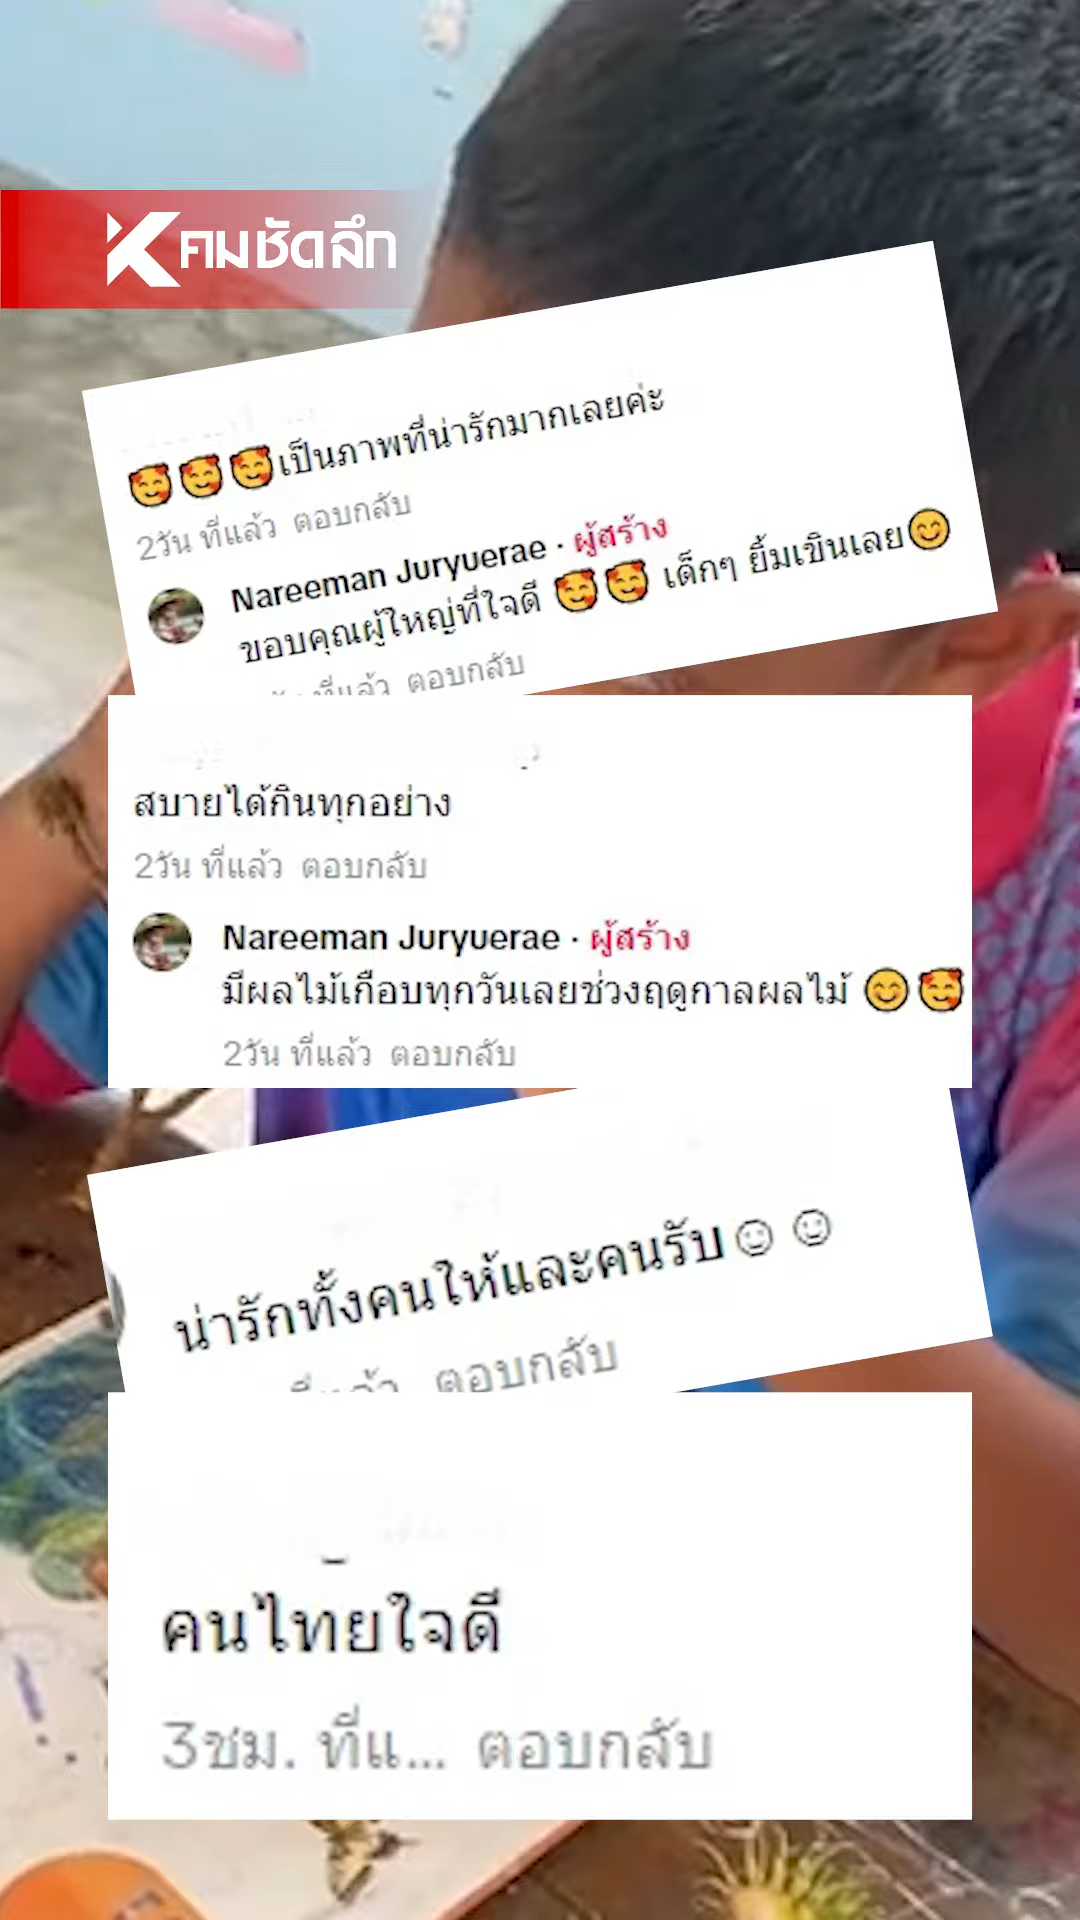 คมชัดลึก
🥰🥰🥰เป็นภาพที่น่ารักมากเลยค่ะ
2วัน ที่แล้ว ตอบกลับ
Nareeman Juryuerae · ผู้สร้าง
ขอบคุณผู้ใหญ่ที่ใจดี 🥰🥰 เด็กๆ ยิ้มเขินเลย😊
ที่แล้ว ตอบกลับ
สบายได้กินทุกอย่าง
2วัน ที่แล้ว ตอบกลับ
Nareeman Juryuerae · ผู้สร้าง
มีผลไม้เกือบทุกวันเลยช่วงฤดูกาลผลไม้ 😊🥰
2วัน ที่แล้ว ตอบกลับ
น่ารักทั้งคนให้และคนรับ☺☺
ที่แล้ว ตอบกลับ
คนไทยใจดี
3ชม. ที่แ... ตอบกลับ